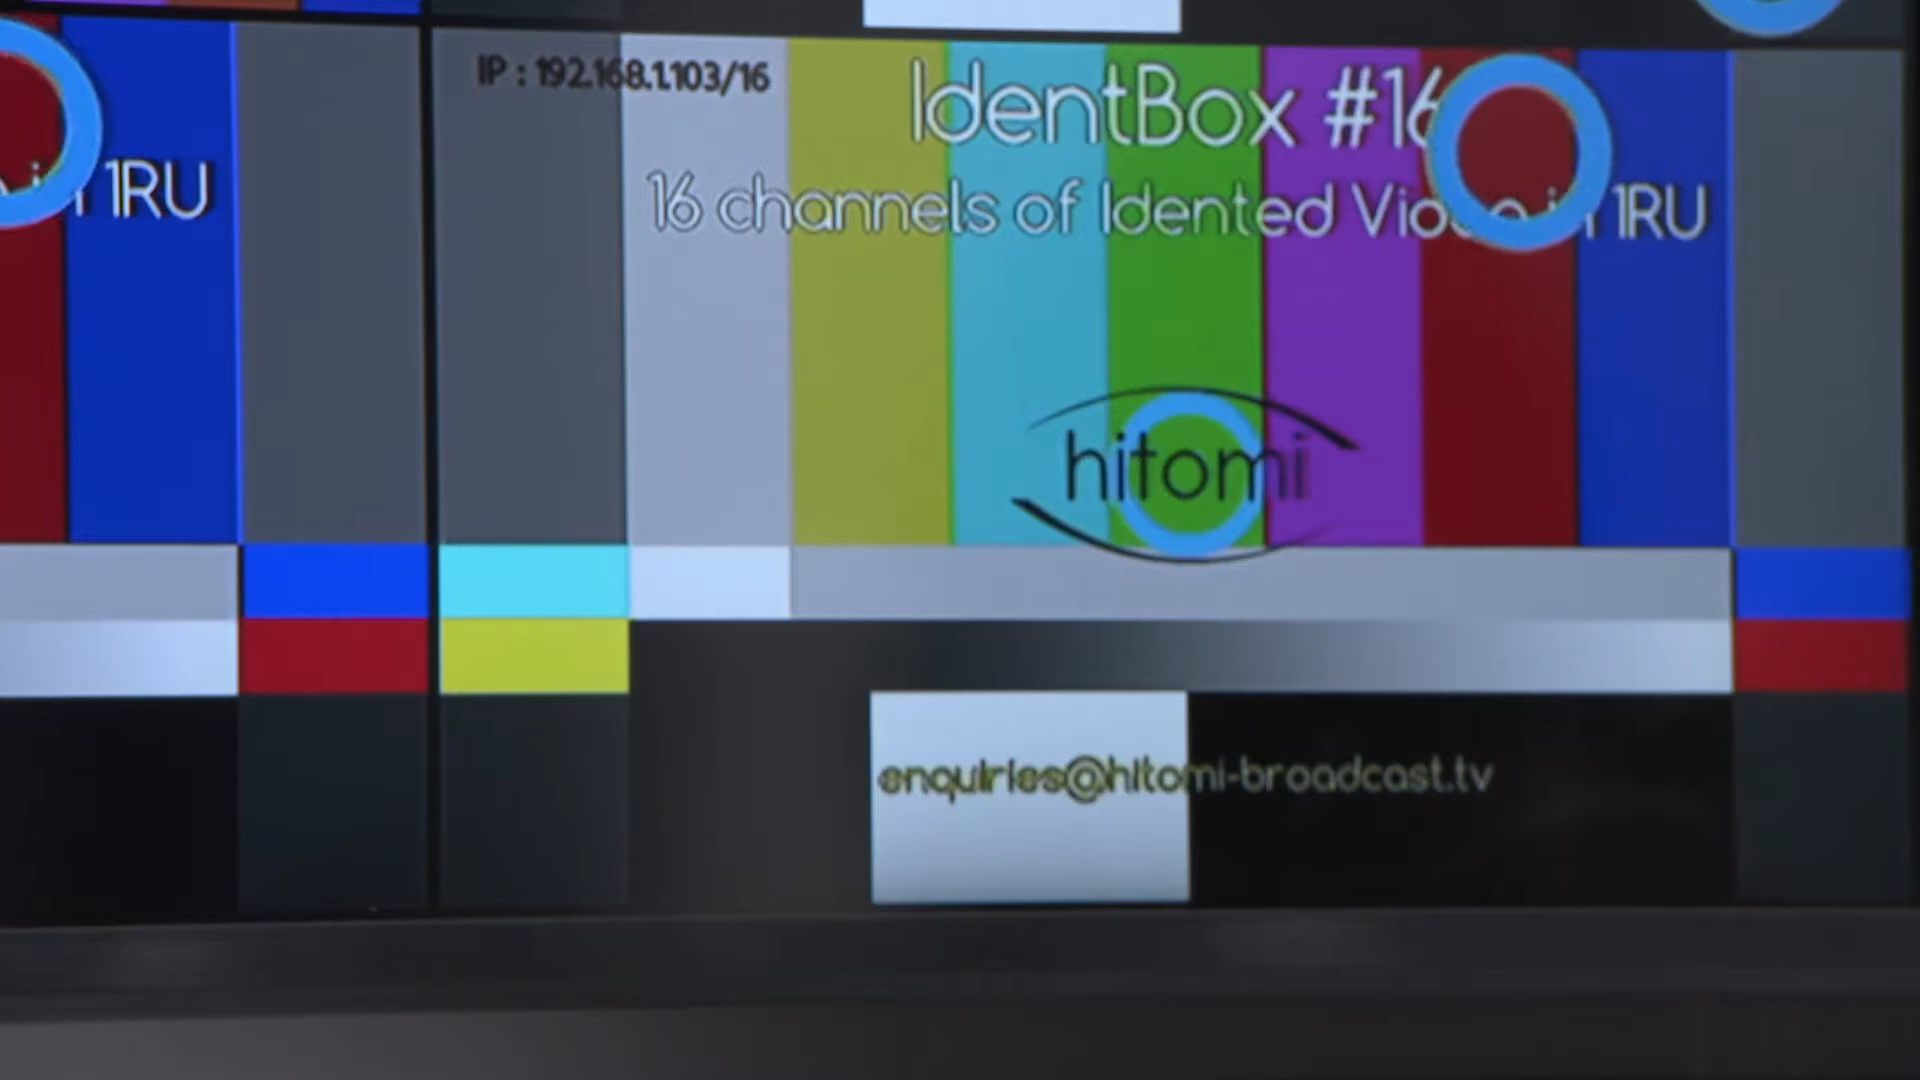 IP : 192.168.1.103/16
IdentBox #16
16 channels of Idented Video in 1RU
1RU
hitomi
enquiries@hitomi-broadcast.tv